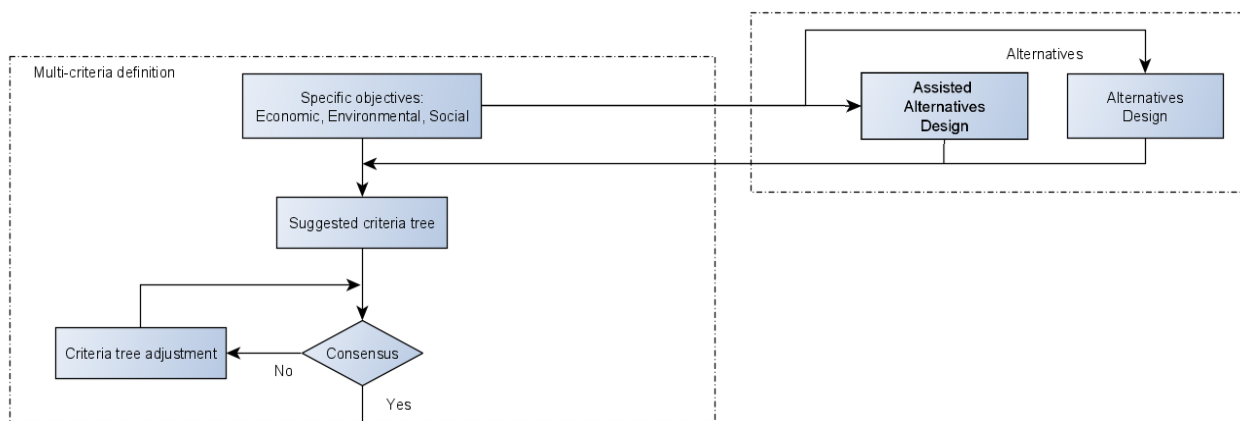 Multi-criteria definition
Specific objectives:
Economic, Environmental, Social
Alternatives
Assisted
Alternatives
Design
Alternatives
Design
Suggested criteria tree
Criteria tree adjustment
Consensus
No
Yes